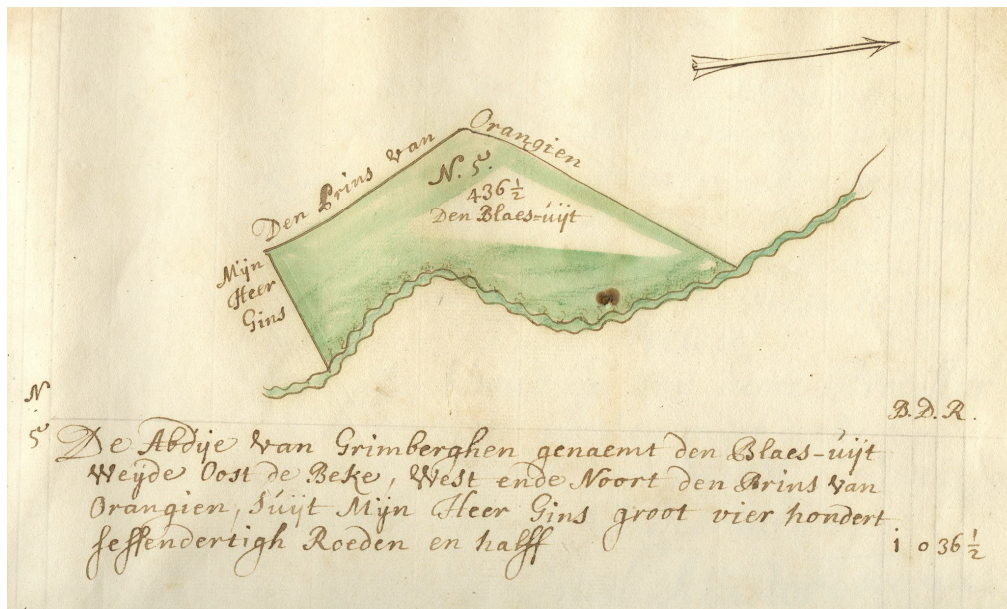 Den Prins van Orangien
N. 5.
436 1/2
Den Blaes-uijt
Mijn
Heer
Gins
N.
5
B. D. R.
De Abdije van Grimberghen genaemt den Blaes-uijt
Weijde Oost de Beke, West ende Noort den Prins van
Orangien, Suijt Mijn Heer Gins groot vier hondert
sessendertigh Roeden en halff
1 0 36 1/2